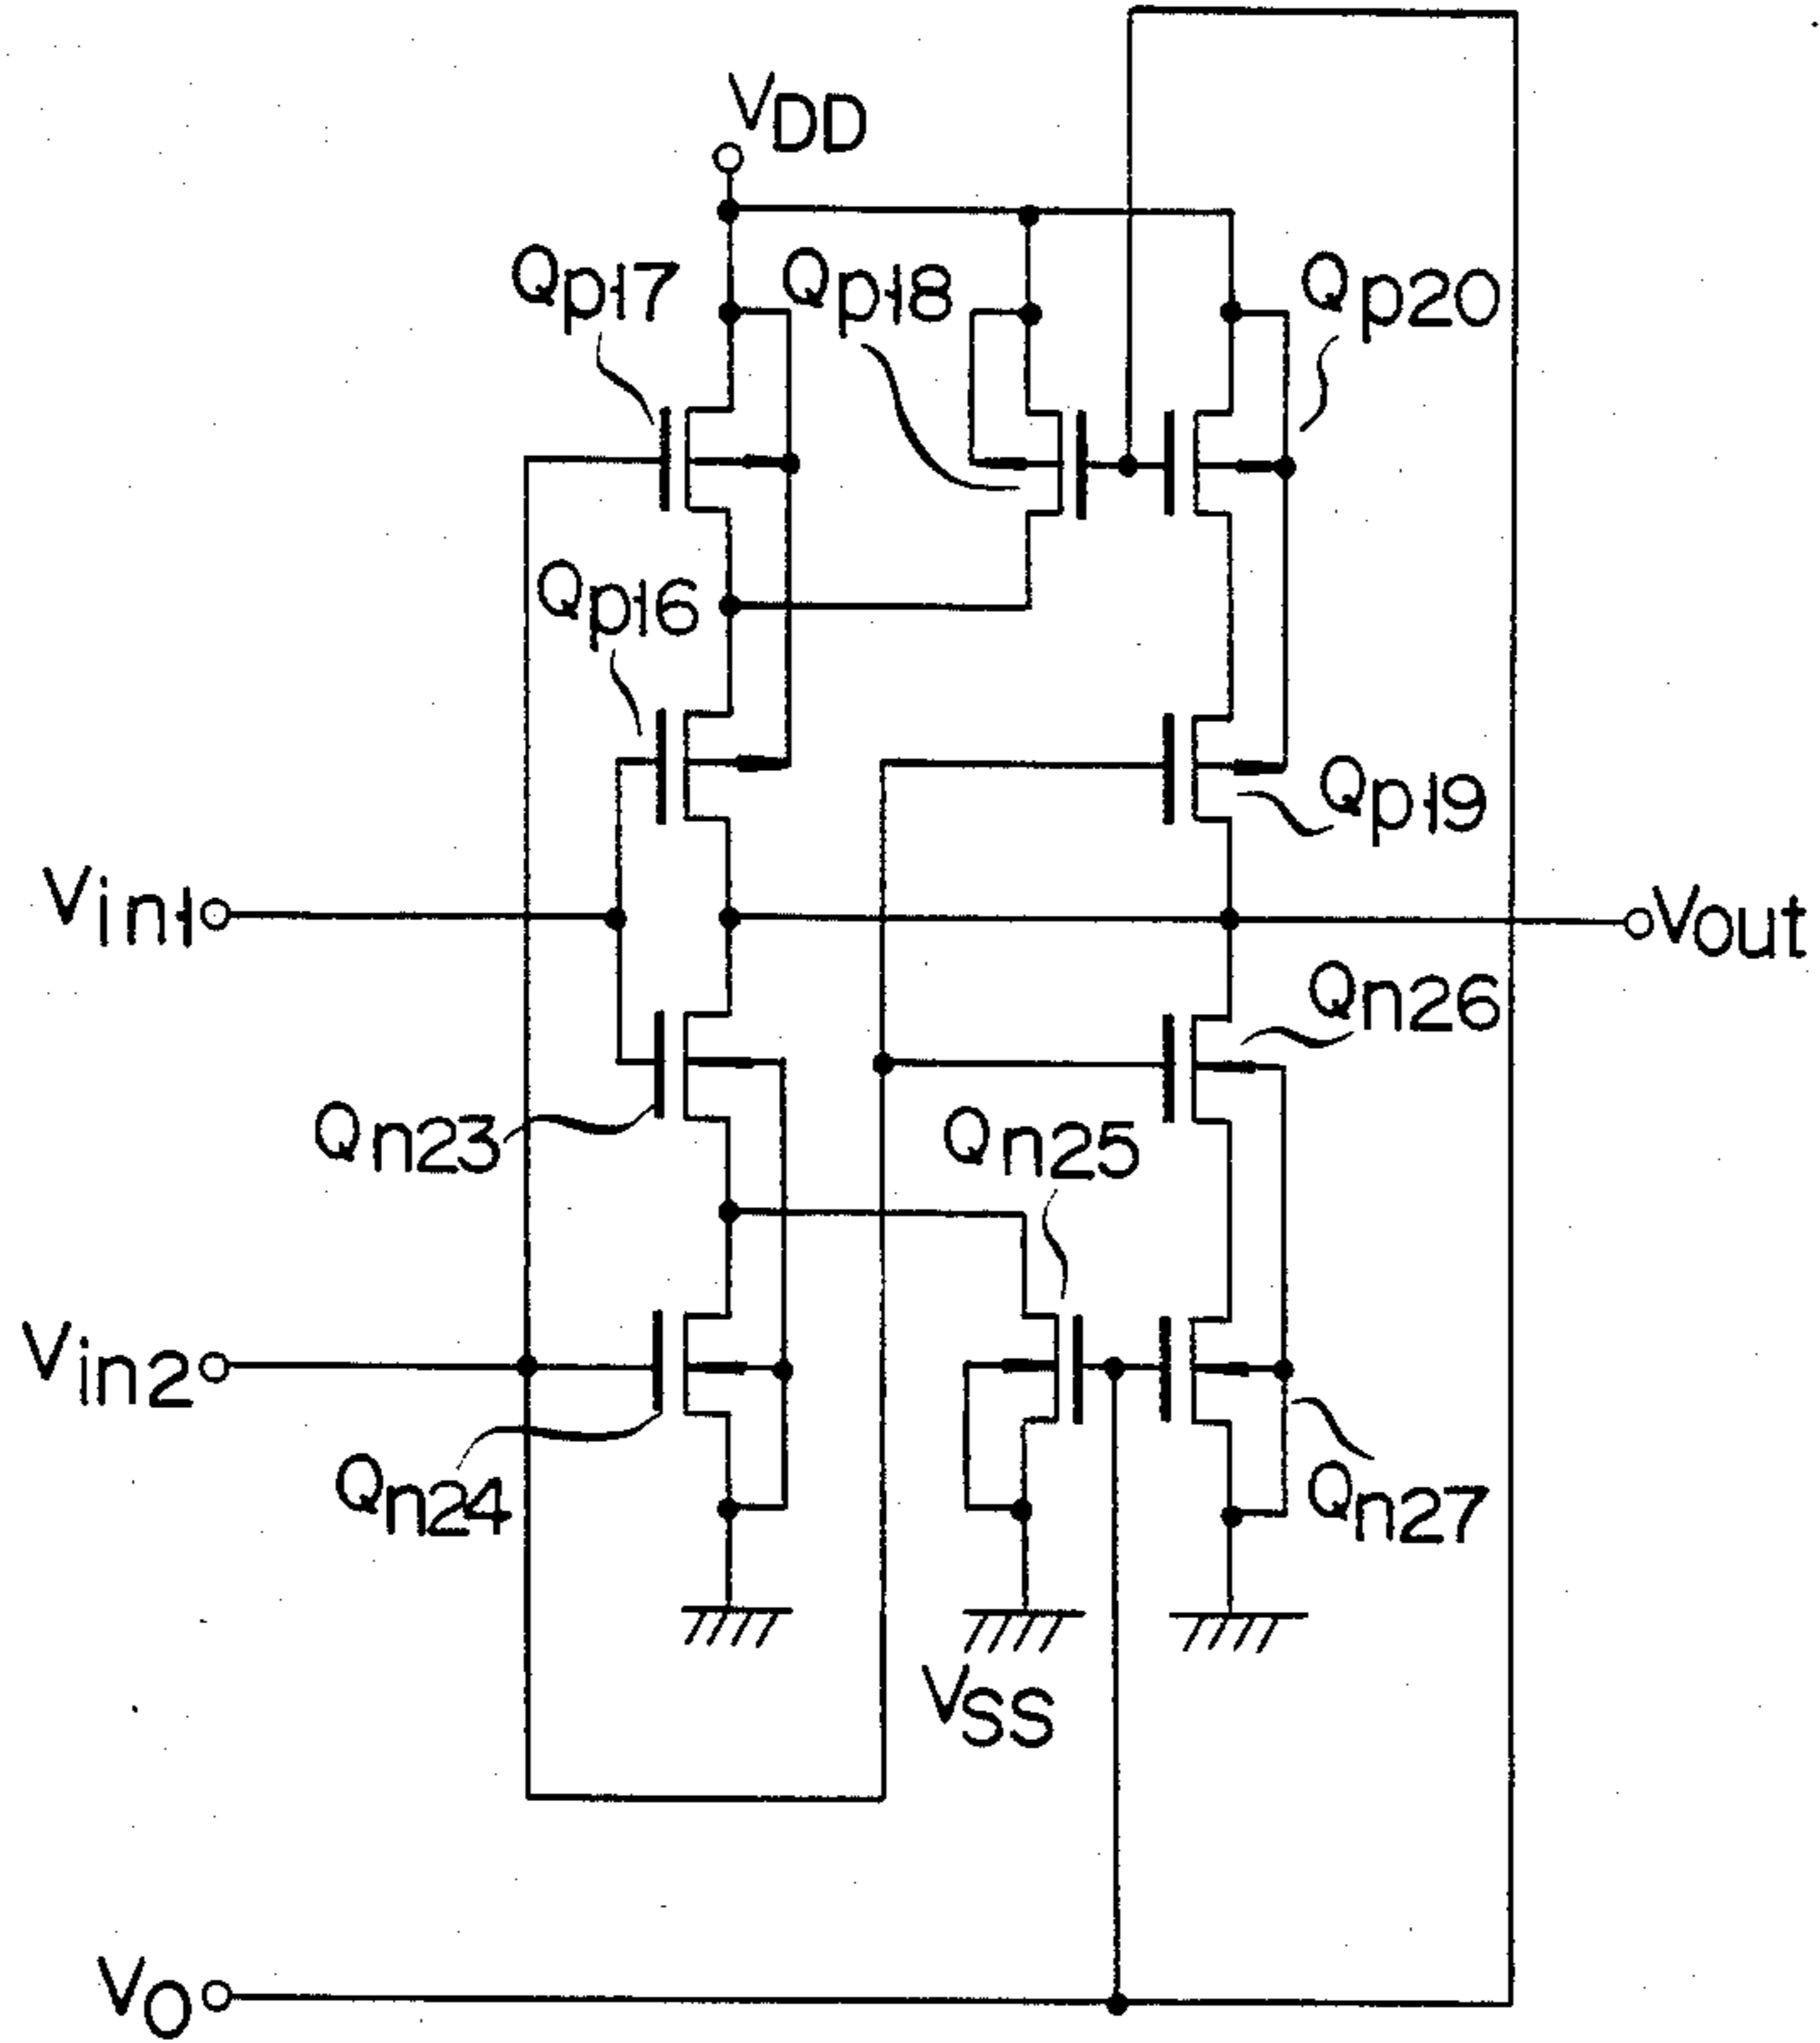 VDD
Qp17
Qp18
Qp20
Qp16
Qp19
Vin1
Vout
Qn26
Qn23
Qn25
Vin2
Qn24
Qn27
VSS
VO